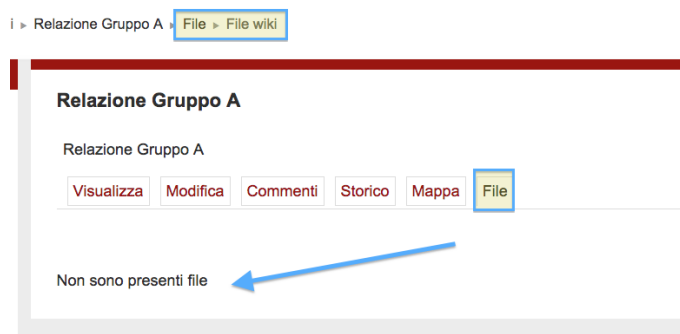 i ▸ Relazione Gruppo A ▸ File ▸ File wiki
Relazione Gruppo A
Relazione Gruppo A
Visualizza Modifica Commenti Storico Mappa File
Non sono presenti file